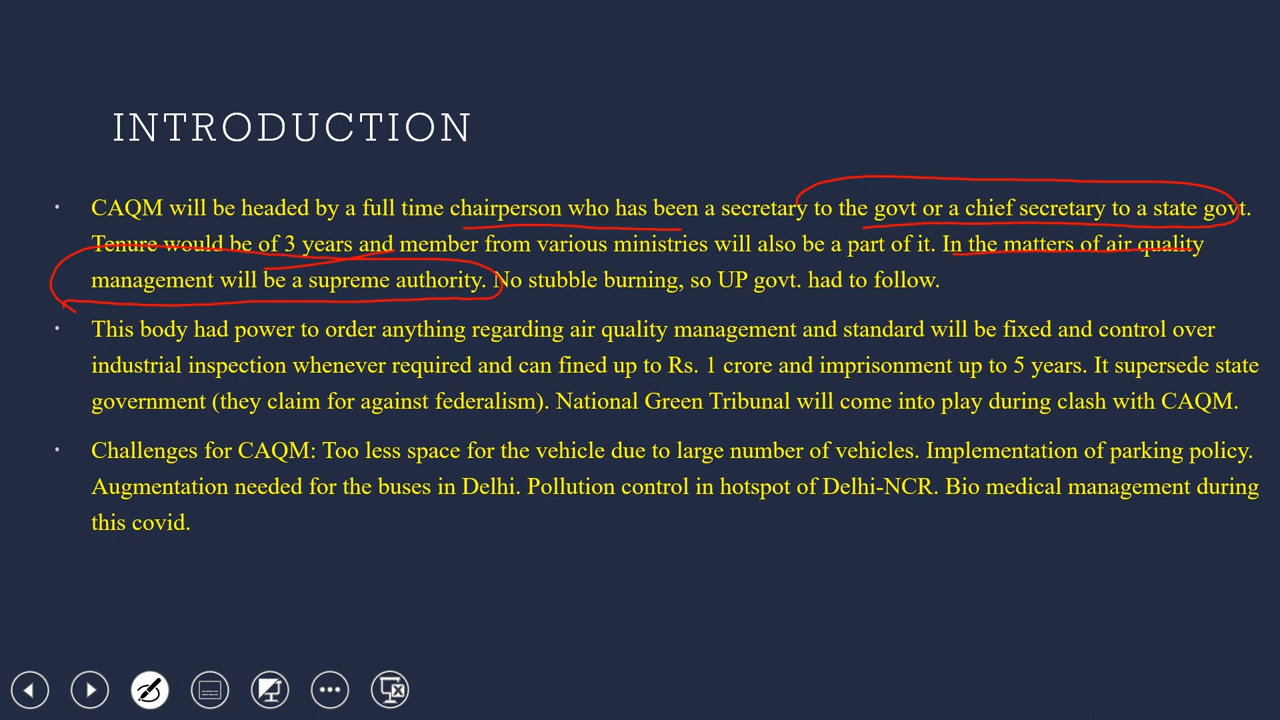 INTRODUCTION
• CAQM will be headed by a full time chairperson who has been a secretary to the govt or a chief secretary to a state govt.
Tenure would be of 3 years and member from various ministries will also be a part of it. In the matters of air quality
management will be a supreme authority. No stubble burning, so UP govt. had to follow.
• This body had power to order anything regarding air quality management and standard will be fixed and control over
industrial inspection whenever required and can fined up to Rs. 1 crore and imprisonment up to 5 years. It supersede state
government (they claim for against federalism). National Green Tribunal will come into play during clash with CAQM.
• Challenges for CAQM: Too less space for the vehicle due to large number of vehicles. Implementation of parking policy.
Augmentation needed for the buses in Delhi. Pollution control in hotspot of Delhi-NCR. Bio medical management during
this covid.